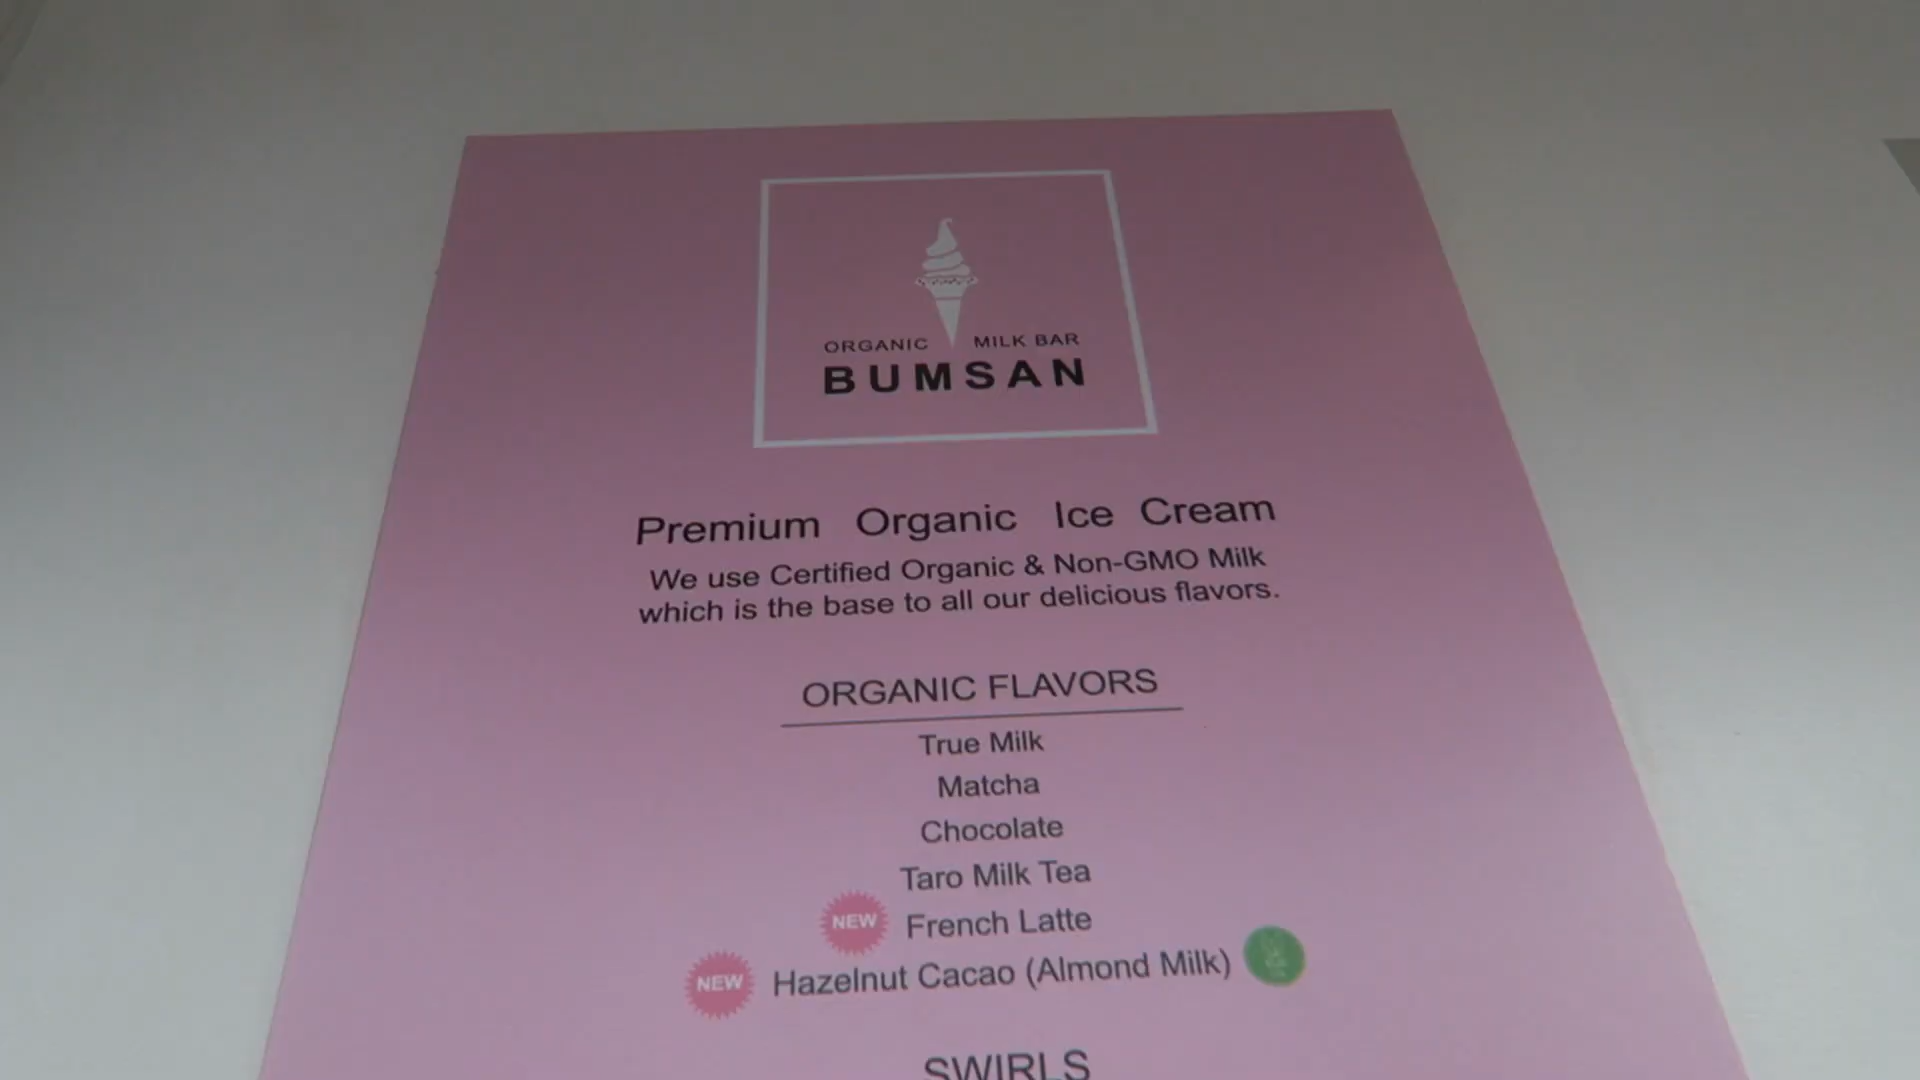 ORGANIC MILK BAR
BUMSAN
Premium Organic Ice Cream
We use Certified Organic & Non-GMO Milk
which is the base to all our delicious flavors.
ORGANIC FLAVORS
True Milk
Matcha
Chocolate
Taro Milk Tea
NEW French Latte
NEW Hazelnut Cacao (Almond Milk)
SWIRLS